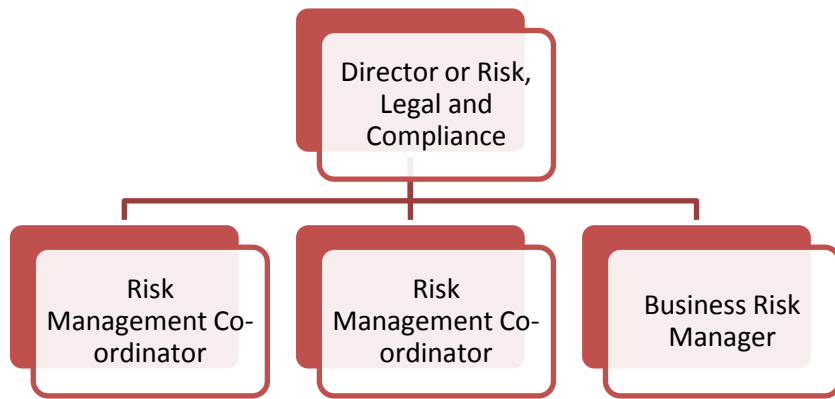 Director or Risk,
Legal and
Compliance
Risk
Management Co-
ordinator
Risk
Management Co-
ordinator
Business Risk
Manager